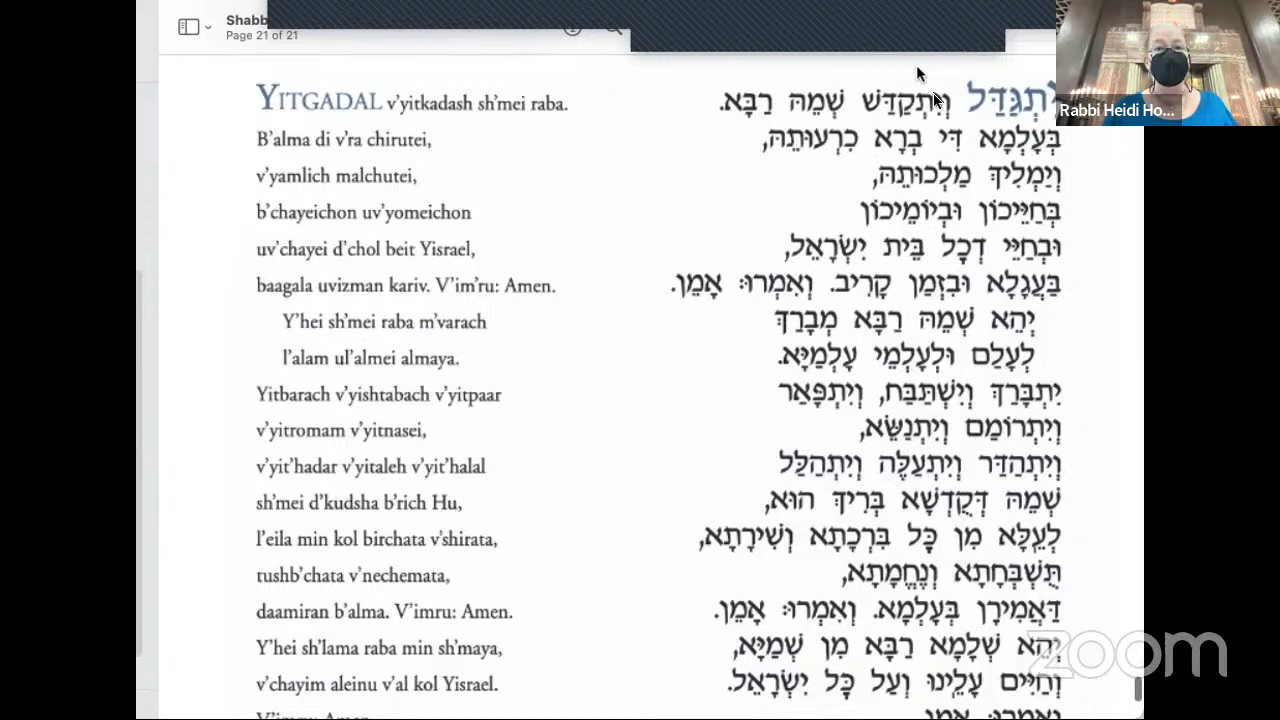 Shabb
Page 21 of 21
Rabbi Heidi Ho...
YITGADAL v'yitkadash sh'mei raba.
B'alma di v'ra chirutei,
v'yamlich malchutei,
b'chayeichon uv'yomeichon
uv'chayei d'chol beit Yisrael,
baagala uvizman kariv. V'im'ru: Amen.
Y'hei sh'mei raba m'varach
l'alam ul'almei almaya.
Yitbarach v'yishtabach v'yitpaar
v'yitromam v'yitnasei,
v'yit'hadar v'yitaleh v'yit'halal
sh'mei d'kudsha b'rich Hu,
l'eila min kol birchata v'shirata,
tushb'chata v'nechemata,
daamiran b'alma. V'imru: Amen.
Y'hei sh'lama raba min sh'maya,
v'chayim aleinu v'al kol Yisrael.
V'imru: Amen.
יִתְגַּדַּל וְיִתְקַדַּשׁ שְׁמֵהּ רַבָּא.
בְּעָלְמָא דִּי בְרָא כִרְעוּתֵהּ,
וְיַמְלִיךְ מַלְכוּתֵהּ,
בְּחַיֵּיכוֹן וּבְיוֹמֵיכוֹן
וּבְחַיֵּי דְכָל בֵּית יִשְׂרָאֵל,
בַּעֲגָלָא וּבִזְמַן קָרִיב. וְאִמְרוּ: אָמֵן.
יְהֵא שְׁמֵהּ רַבָּא מְבָרַךְ
לְעָלַם וּלְעָלְמֵי עָלְמַיָּא.
יִתְבָּרַךְ וְיִשְׁתַּבַּח, וְיִתְפָּאַר
וְיִתְרוֹמַם וְיִתְנַשֵּׂא,
וְיִתְהַדַּר וְיִתְעַלֶּה וְיִתְהַלַּל
שְׁמֵהּ דְּקֻדְשָׁא בְּרִיךְ הוּא,
לְעֵלָּא מִן כָּל בִּרְכָתָא וְשִׁירָתָא,
תֻּשְׁבְּחָתָא וְנֶחֱמָתָא,
דַּאֲמִירָן בְּעָלְמָא. וְאִמְרוּ: אָמֵן.
יְהֵא שְׁלָמָא רַבָּא מִן שְׁמַיָּא,
וְחַיִּים עָלֵינוּ וְעַל כָּל יִשְׂרָאֵל.
וְאִמְרוּ: אָמֵן.
zoom